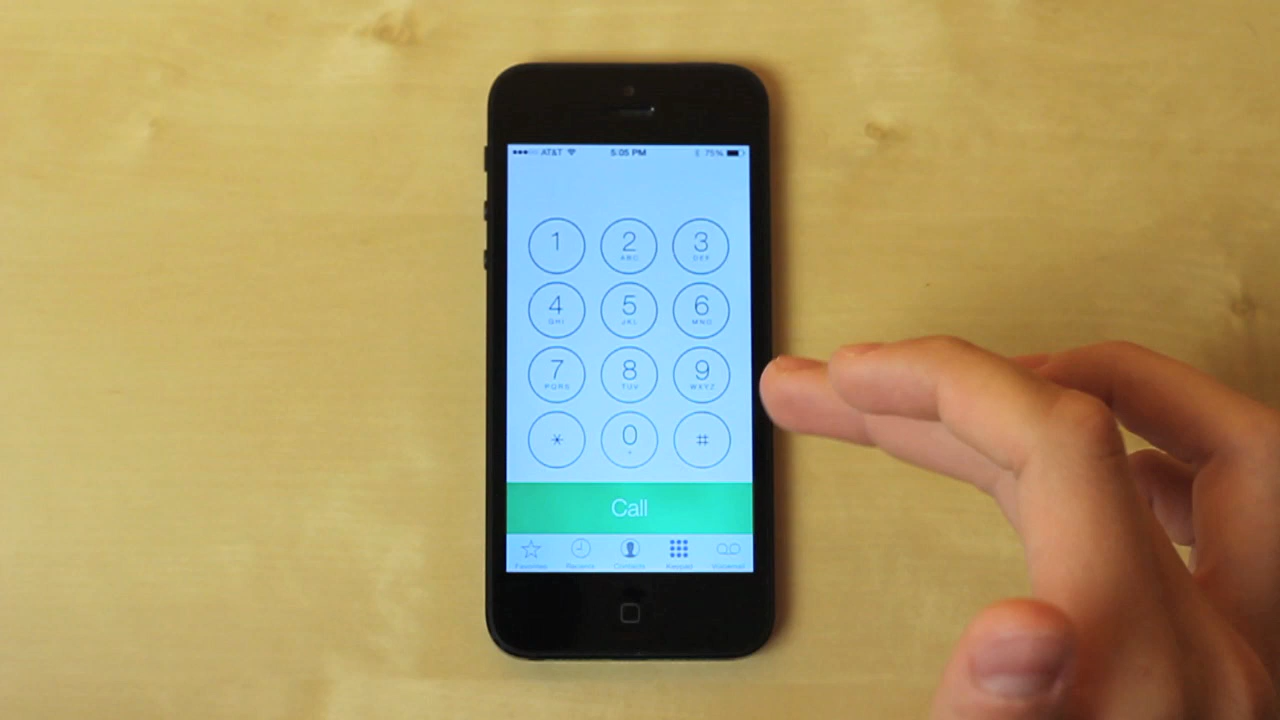 AT&T 5:05 PM 75%
1 2 3
ABC DEF
4 5 6
GHI JKL MNO
7 8 9
PQRS TUV WXYZ
* 0 #
+
Call
Favorites Recents Contacts Keypad Voicemail